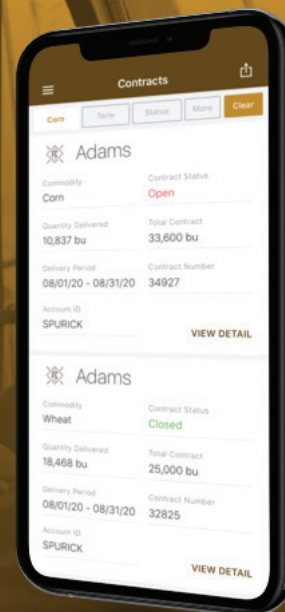 Contracts
Corn Term Status More Clear
Adams
Commodity Contract Status
Corn Open
Quantity Delivered Total Contract
10,837 bu 33,600 bu
Delivery Period Contract Number
08/01/20 - 08/31/20 34927
Account ID
SPURICK
VIEW DETAIL
Adams
Commodity Contract Status
Wheat Closed
Quantity Delivered Total Contract
18,468 bu 25,000 bu
Delivery Period Contract Number
08/01/20 - 08/31/20 32825
Account ID
SPURICK
VIEW DETAIL